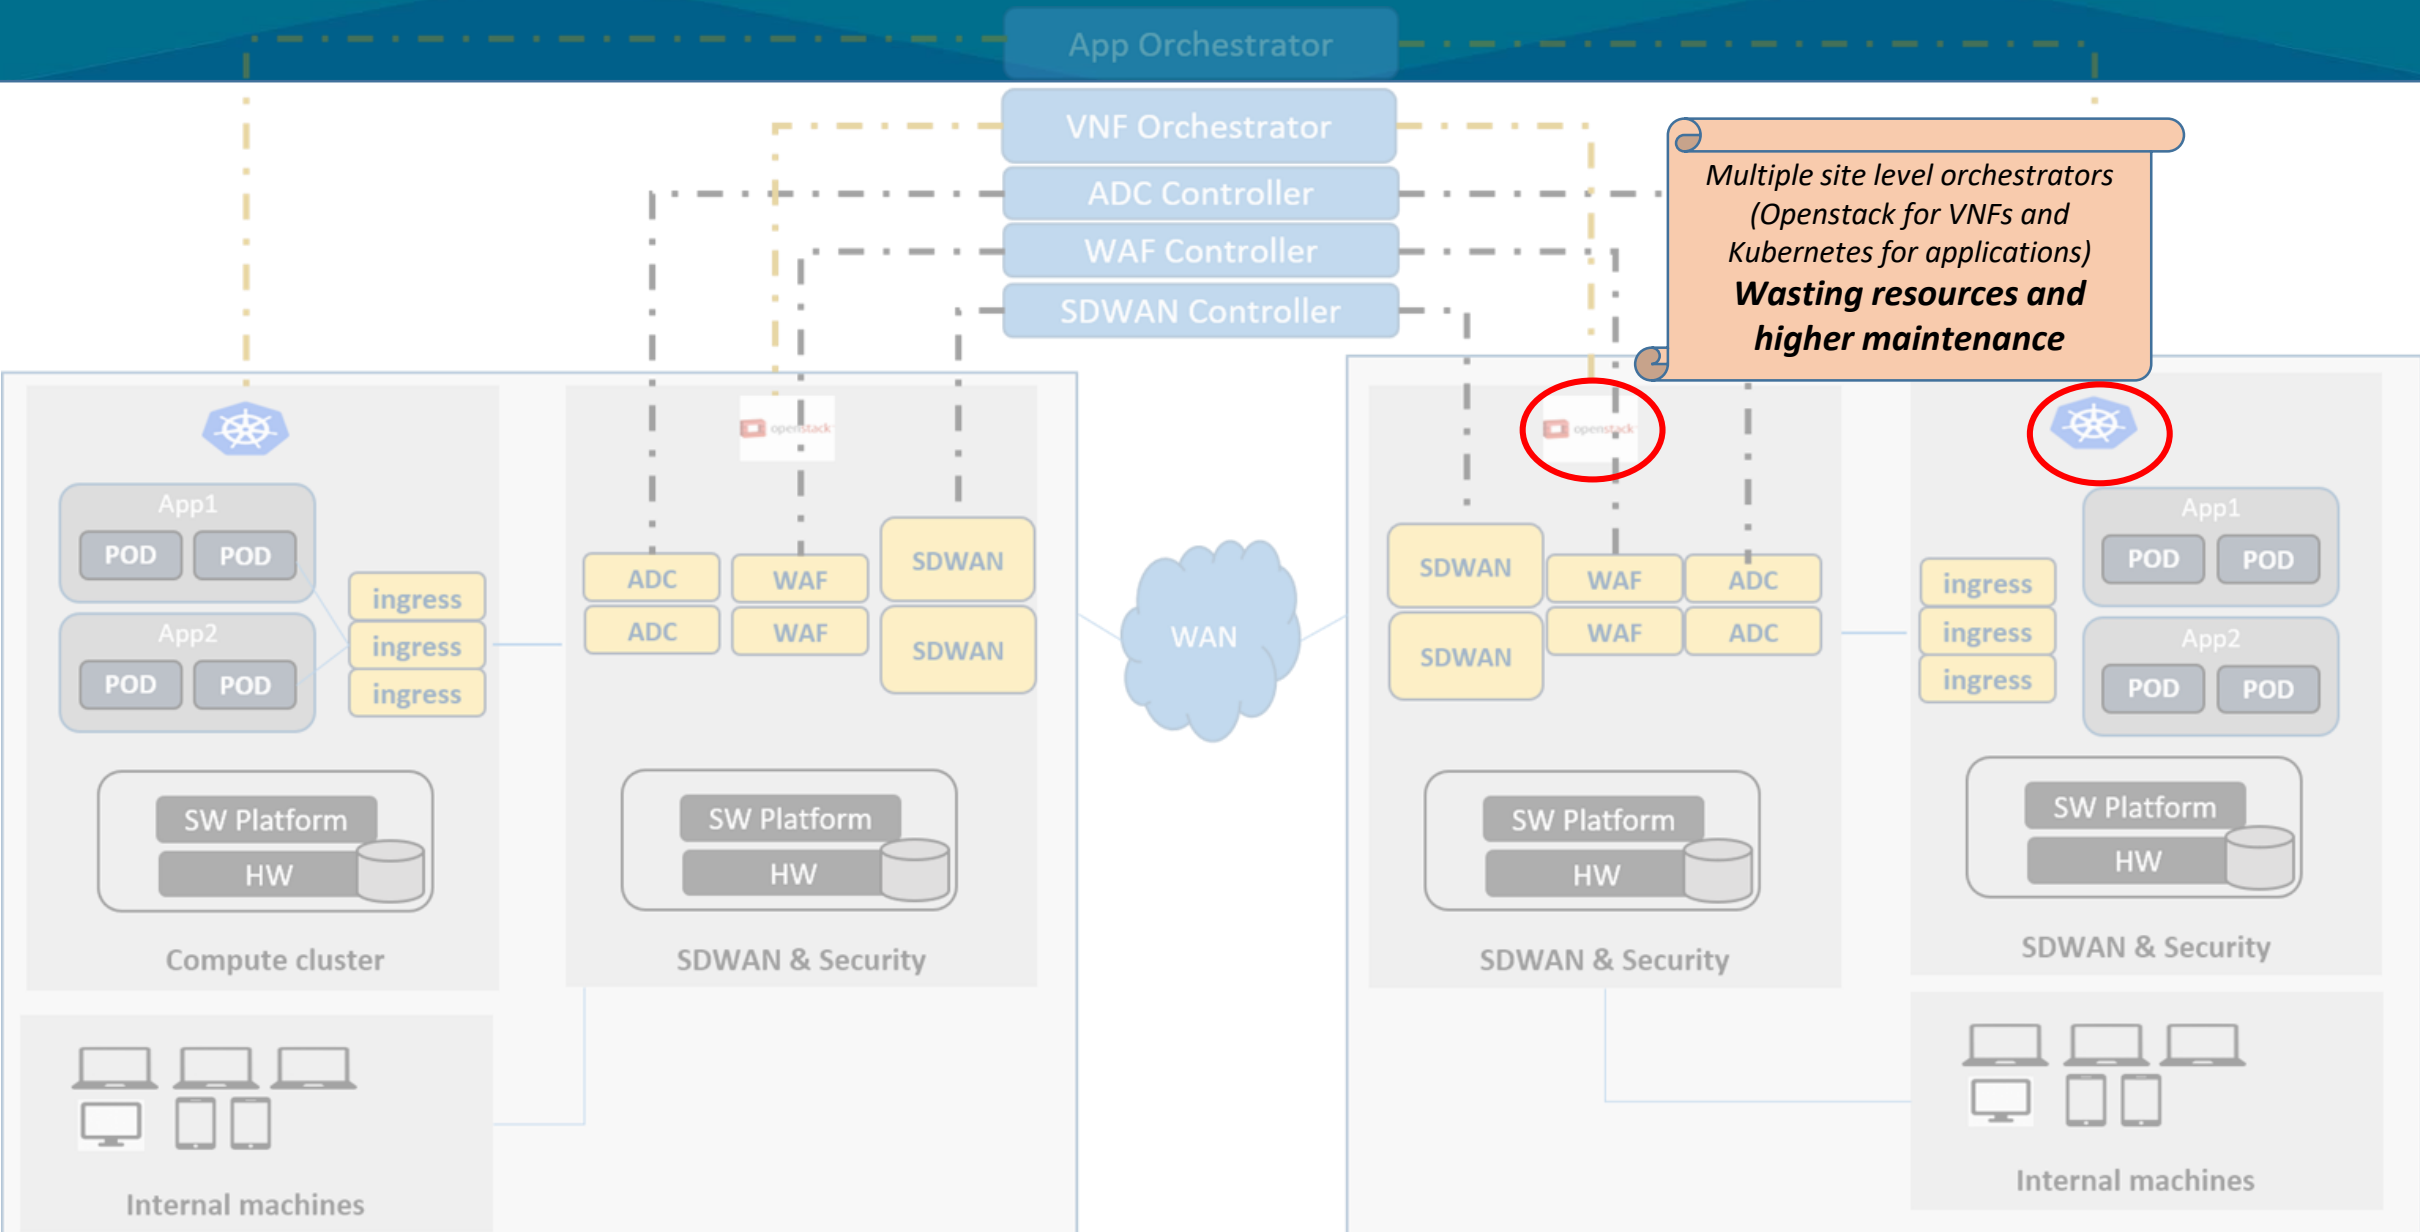 App Orchestrator
VNF Orchestrator
ADC Controller
WAF Controller
SDWAN Controller
Multiple site level orchestrators
(Openstack for VNFs and
Kubernetes for applications)
Wasting resources and
higher maintenance
openstack
App1
POD POD
App2
POD POD
ingress
ingress
ingress
ADC WAF SDWAN
ADC WAF SDWAN
SW Platform
HW
Compute cluster
SW Platform
HW
SDWAN & Security
Internal machines
WAN
openstack
SDWAN WAF ADC
SDWAN WAF ADC
ingress
ingress
ingress
App1
POD POD
App2
POD POD
SW Platform
HW
SDWAN & Security
SW Platform
HW
SDWAN & Security
Internal machines